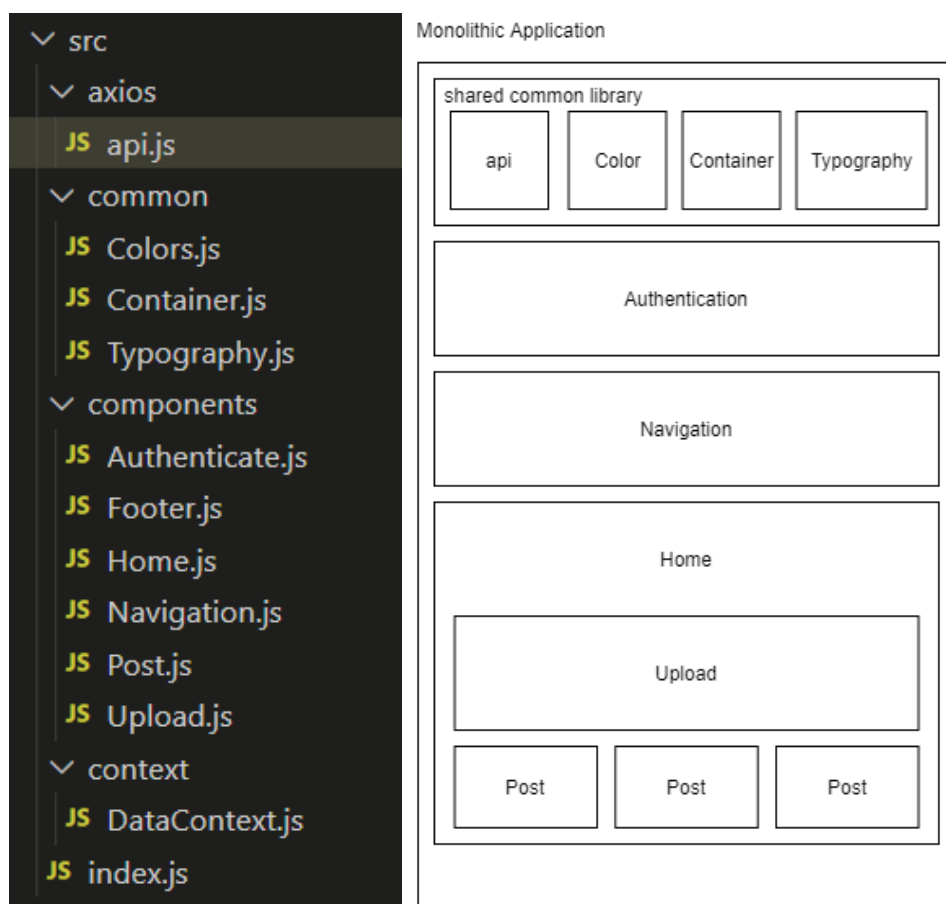 src
axios
JS api.js
common
JS Colors.js
JS Container.js
JS Typography.js
components
JS Authenticate.js
JS Footer.js
JS Home.js
JS Navigation.js
JS Post.js
JS Upload.js
context
JS DataContext.js
JS index.js
Monolithic Application
shared common library
api Color Container Typography
Authentication
Navigation
Home
Upload
Post Post Post